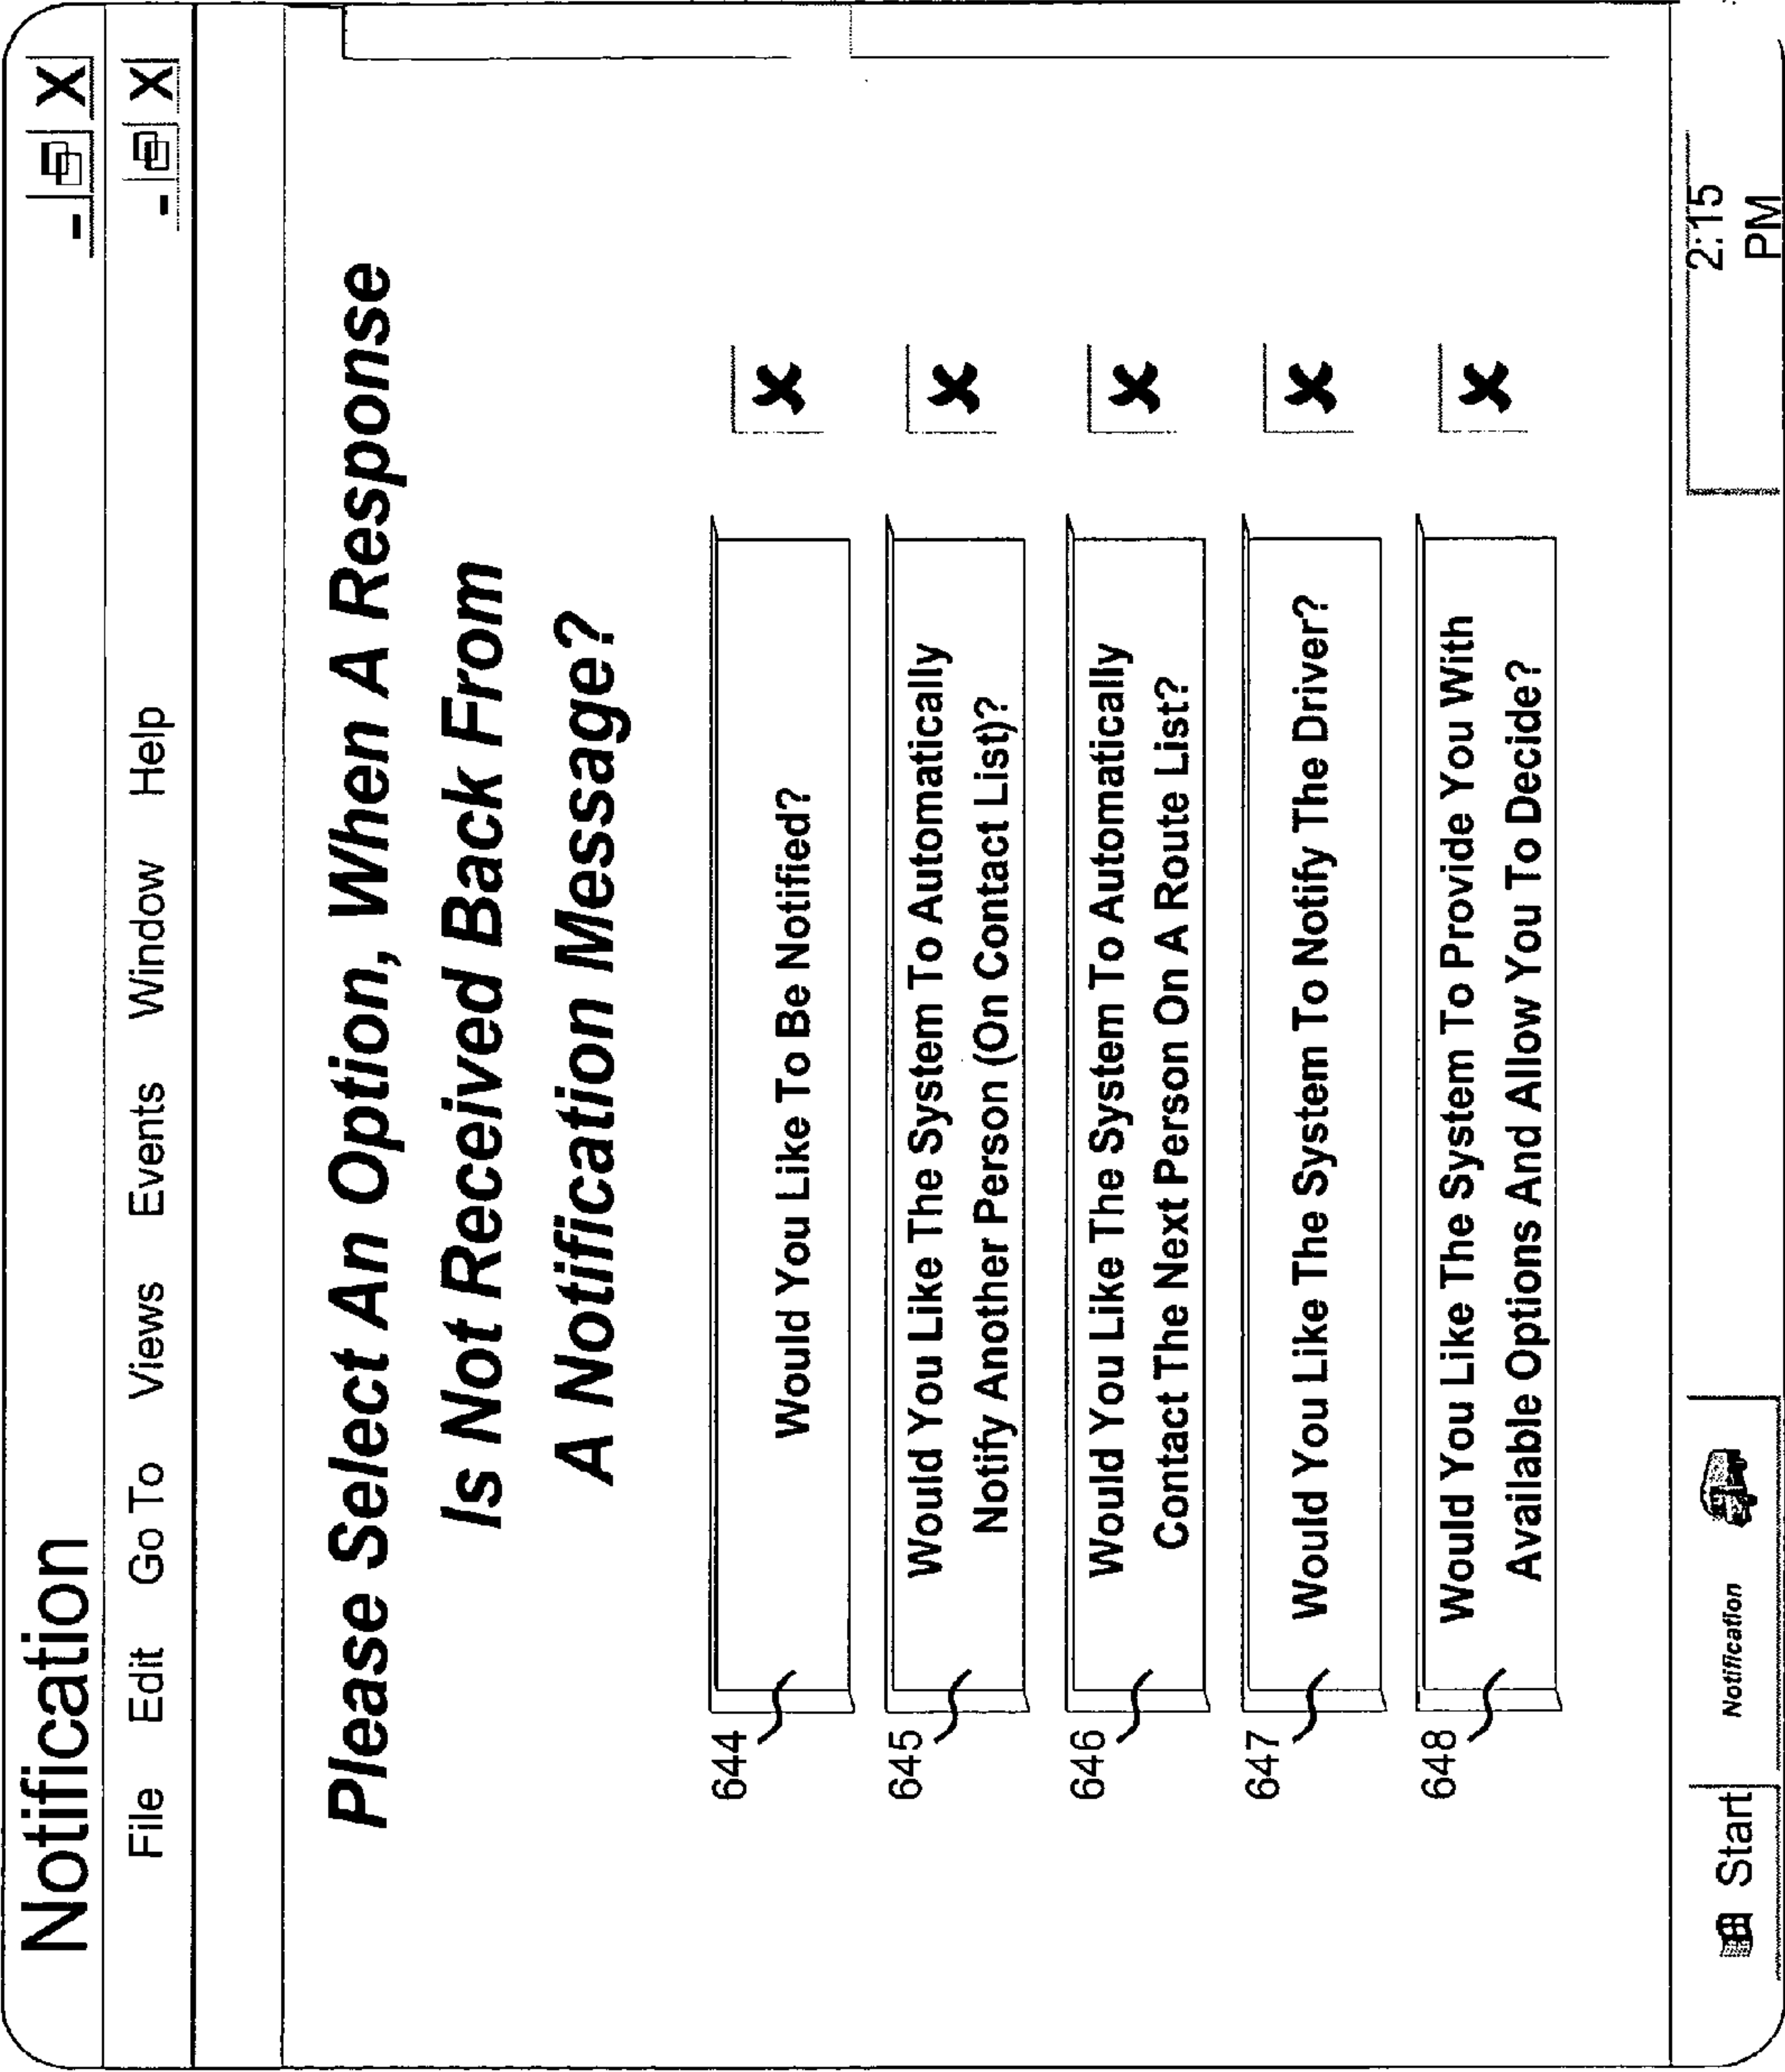 Notification
File Edit Go To Views Events Window Help
Please Select An Option, When A Response
Is Not Received Back From
A Notification Message?
644
Would You Like To Be Notified?
645
Would You Like The System To Automatically
Notify Another Person (On Contact List)?
646
Would You Like The System To Automatically
Contact The Next Person On A Route List?
647
Would You Like The System To Notify The Driver?
648
Would You Like The System To Provide You With
Available Options And Allow You To Decide?
Start
Notification
2:15
PM